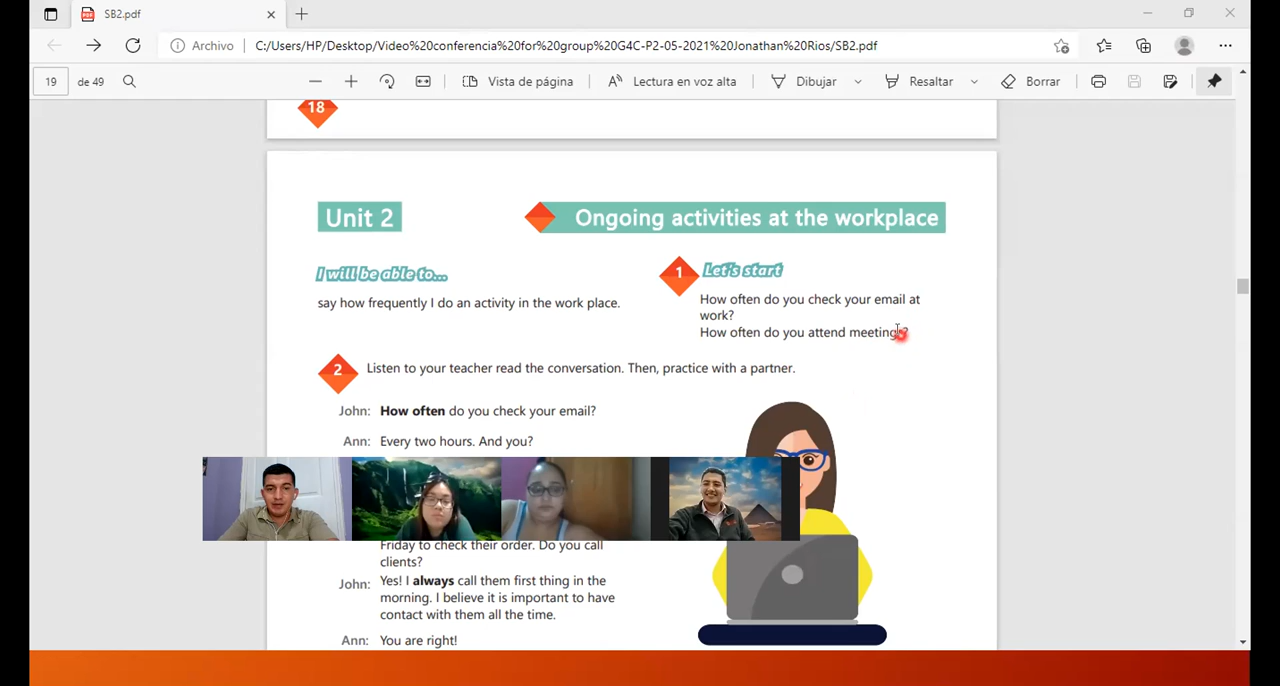 SB2.pdf
Archivo
C:/Users/HP/Desktop/Video%20conferencia%20for%20group%20G4C-P2-05-2021%20Jonathan%20Rios/SB2.pdf
19 de 49
Vista de página
Lectura en voz alta
Dibujar
Resaltar
Borrar
18
Unit 2
Ongoing activities at the workplace
I will be able to...
say how frequently I do an activity in the work place.
1 Let's start
How often do you check your email at
work?
How often do you attend meetings?
2 Listen to your teacher read the conversation. Then, practice with a partner.
John: How often do you check your email?
Ann: Every two hours. And you?
Friday to check their order. Do you call
clients?
John: Yes! I always call them first thing in the
morning. I believe it is important to have
contact with them all the time.
Ann: You are right!